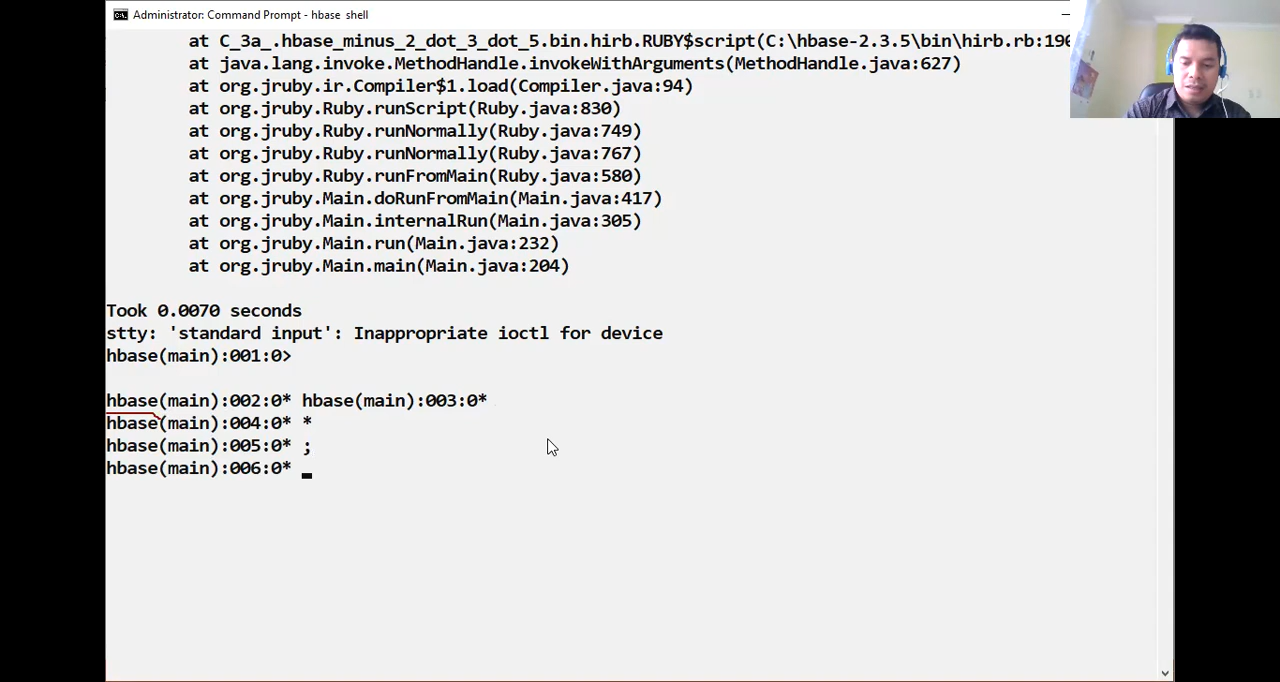 Administrator: Command Prompt - hbase shell
at C_3a_.hbase_minus_2_dot_3_dot_5.bin.hirb.RUBY$script(C:\hbase-2.3.5\bin\hirb.rb:190
at java.lang.invoke.MethodHandle.invokeWithArguments(MethodHandle.java:627)
at org.jruby.ir.Compiler$1.load(Compiler.java:94)
at org.jruby.Ruby.runScript(Ruby.java:830)
at org.jruby.Ruby.runNormally(Ruby.java:749)
at org.jruby.Ruby.runNormally(Ruby.java:767)
at org.jruby.Ruby.runFromMain(Ruby.java:580)
at org.jruby.Main.doRunFromMain(Main.java:417)
at org.jruby.Main.internalRun(Main.java:305)
at org.jruby.Main.run(Main.java:232)
at org.jruby.Main.main(Main.java:204)
Took 0.0070 seconds
stty: 'standard input': Inappropriate ioctl for device
hbase(main):001:0>
hbase(main):002:0* hbase(main):003:0*
hbase(main):004:0* *
hbase(main):005:0* ;
hbase(main):006:0* _